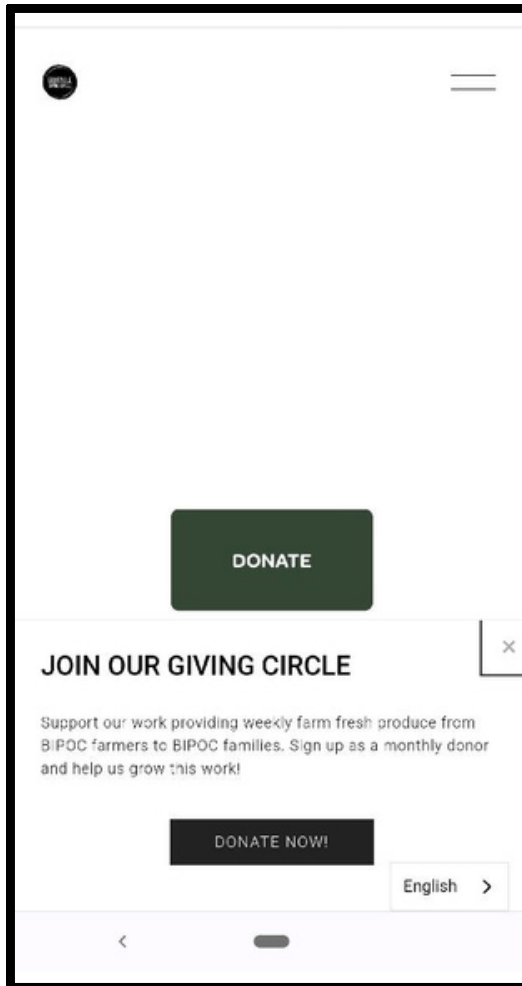 DONATE
JOIN OUR GIVING CIRCLE
Support our work providing weekly farm fresh produce from
BIPOC farmers to BIPOC families. Sign up as a monthly donor
and help us grow this work!
DONATE NOW!
English